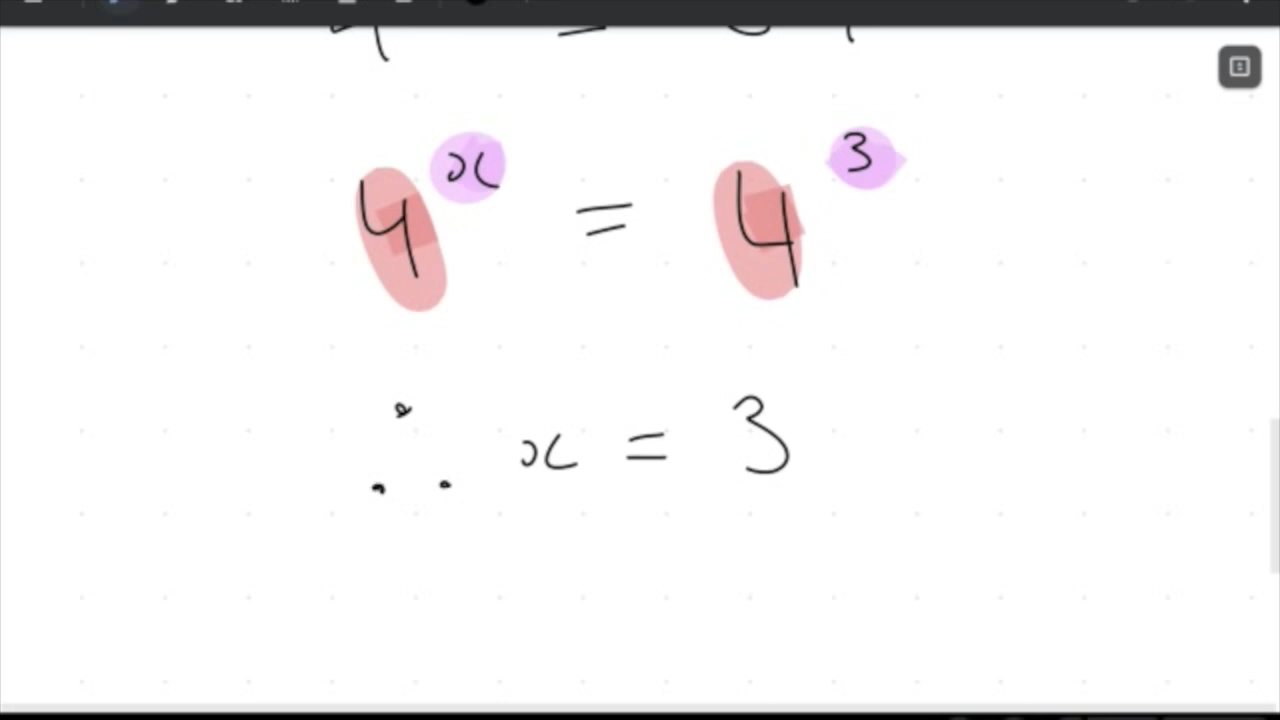 4^x = 4^3
∴ x = 3